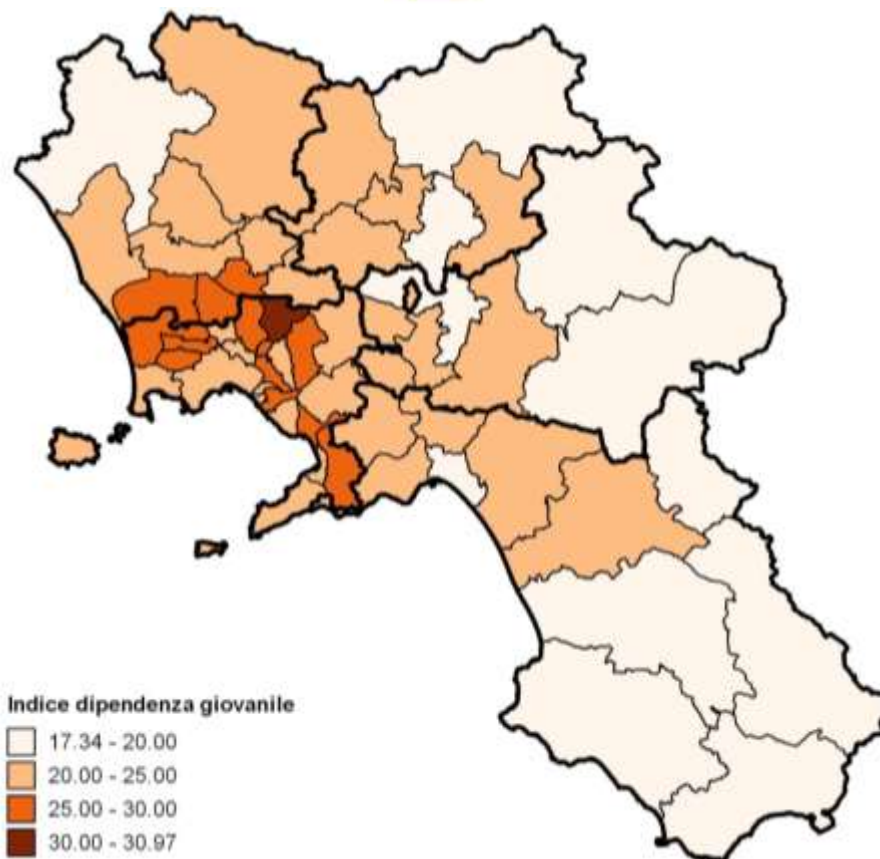 Indice dipendenza giovanile
17.34 - 20.00
20.00 - 25.00
25.00 - 30.00
30.00 - 30.97